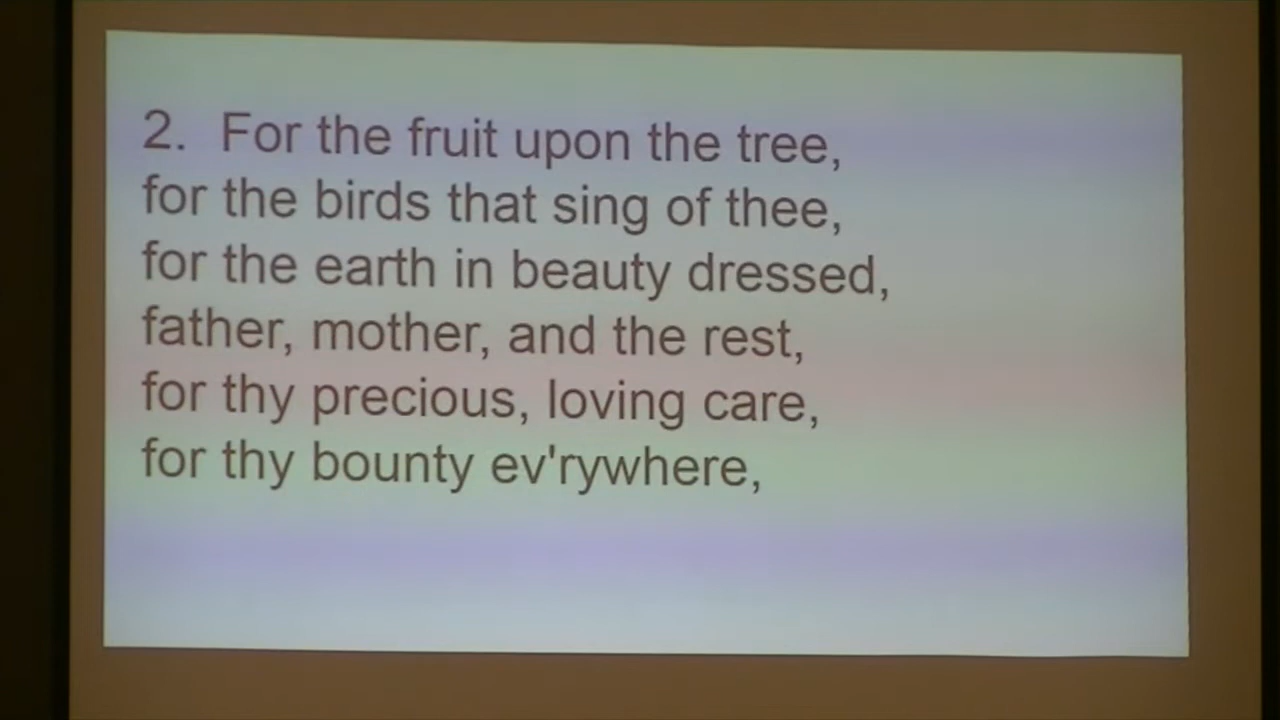 2. For the fruit upon the tree,
for the birds that sing of thee,
for the earth in beauty dressed,
father, mother, and the rest,
for thy precious, loving care,
for thy bounty ev'rywhere,